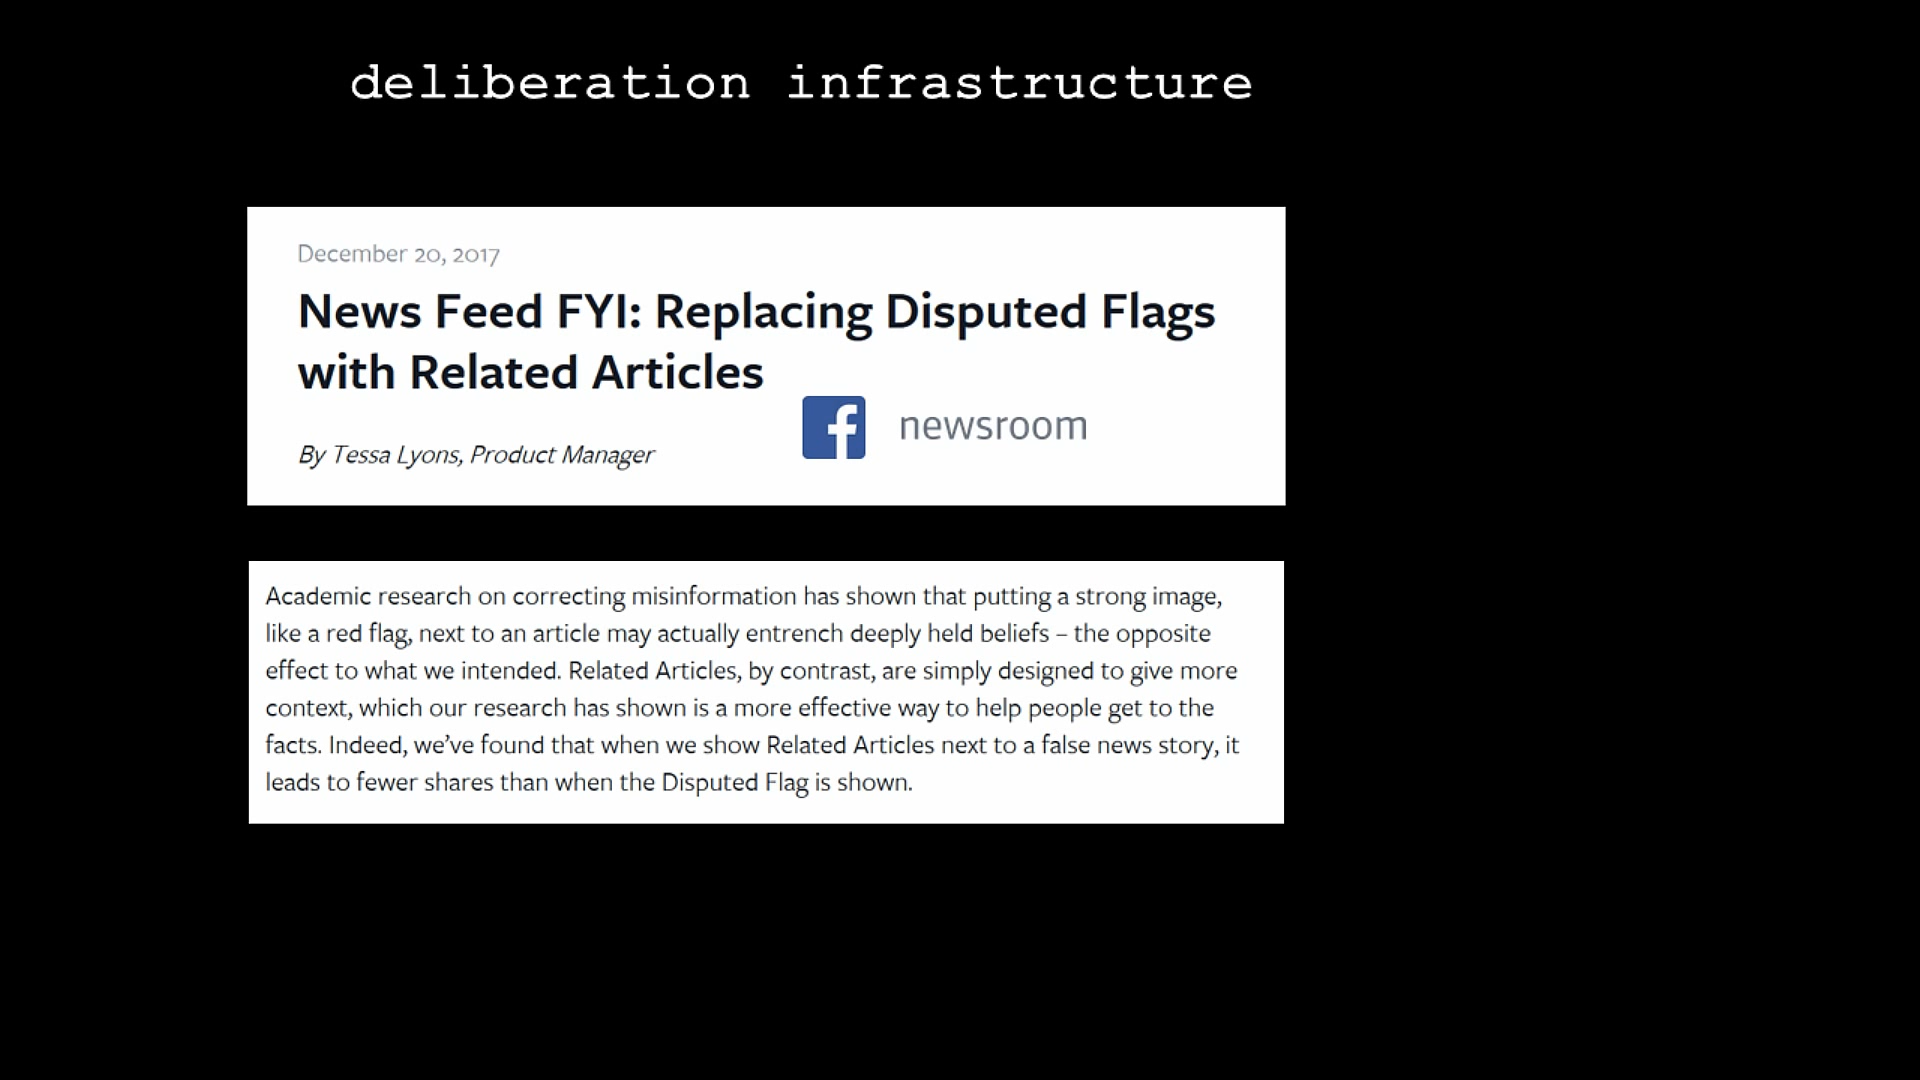 deliberation infrastructure
December 20, 2017
News Feed FYI: Replacing Disputed Flags
with Related Articles
f newsroom
By Tessa Lyons, Product Manager
Academic research on correcting misinformation has shown that putting a strong image,
like a red flag, next to an article may actually entrench deeply held beliefs – the opposite
effect to what we intended. Related Articles, by contrast, are simply designed to give more
context, which our research has shown is a more effective way to help people get to the
facts. Indeed, we’ve found that when we show Related Articles next to a false news story, it
leads to fewer shares than when the Disputed Flag is shown.